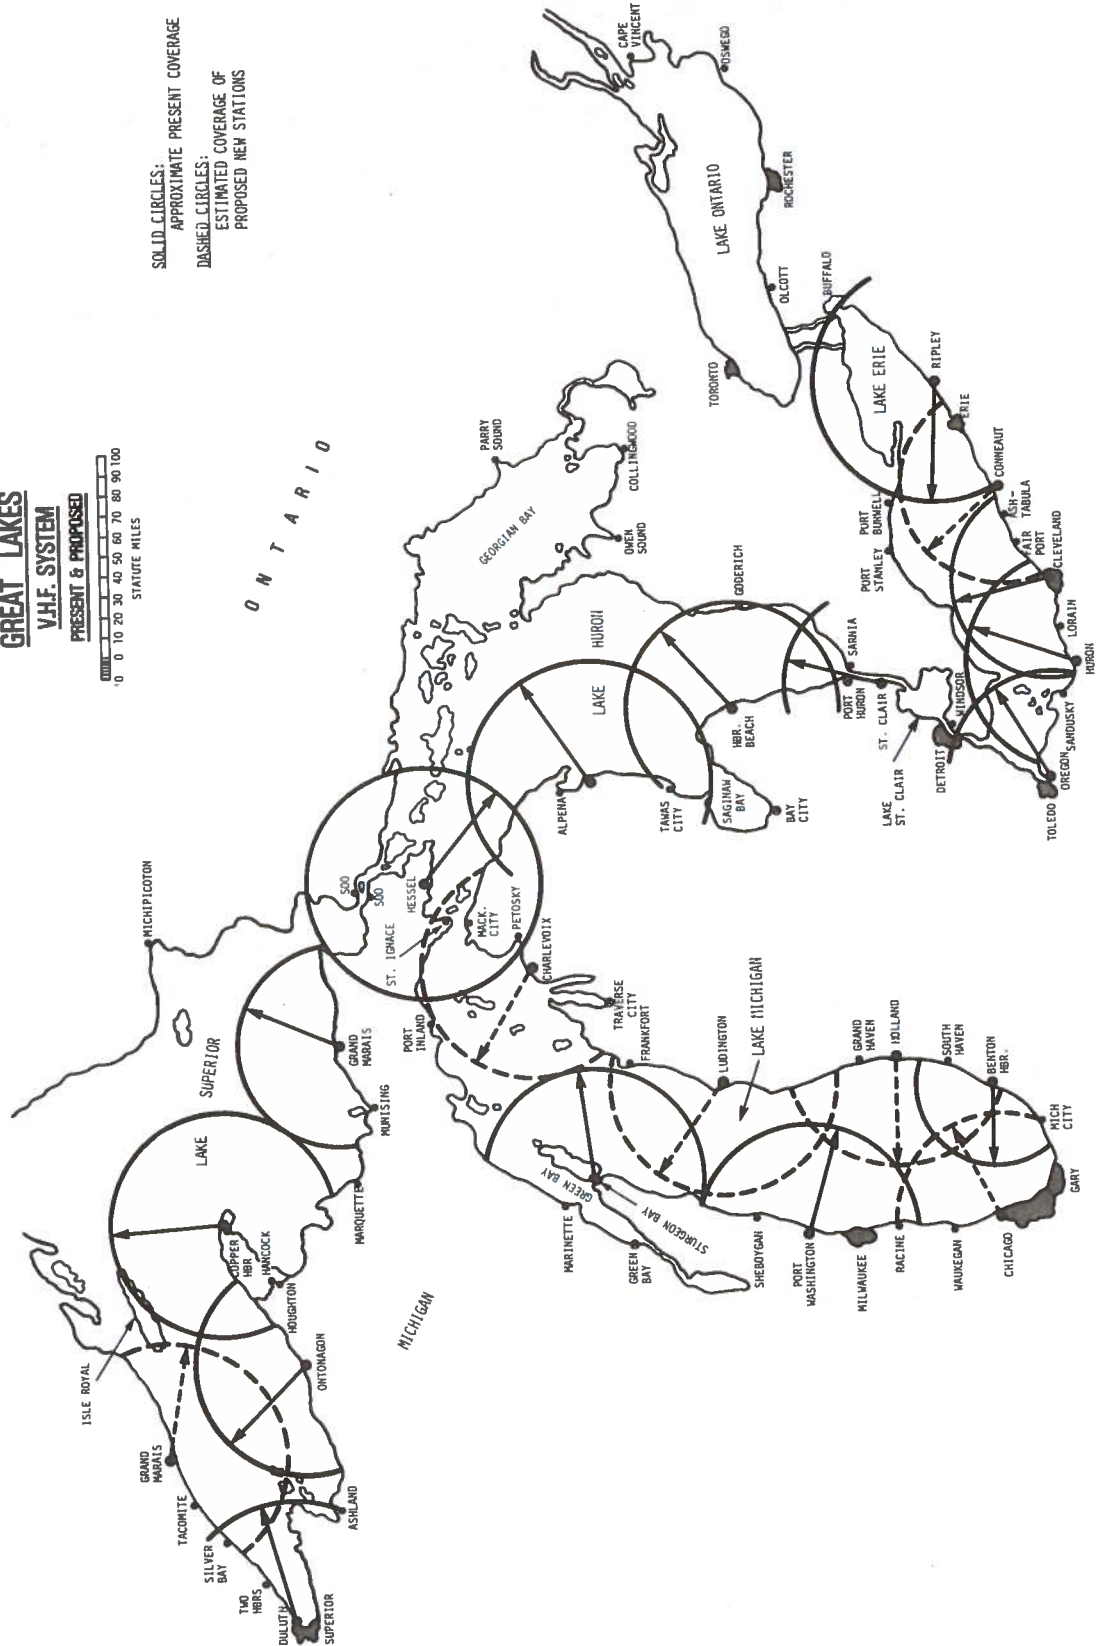 GREAT LAKES
V.H.F. SYSTEM
PRESENT & PROPOSED
10 0 10 20 30 40 50 60 70 80 90 100
STATUTE MILES
SOLID CIRCLES:
APPROXIMATE PRESENT COVERAGE
DASHED CIRCLES:
ESTIMATED COVERAGE OF
PROPOSED NEW STATIONS
ONTARIO
MICHIPICOTON
LAKE
SUPERIOR
ISLE ROYAL
GRAND
MARAIS
TACOMITE
SILVER
BAY
TWO
HBRS
DULUTH
SUPERIOR
ASHLAND
ONTONAGON
HOUGHTON
HANCOCK
COPPER
HBR
MARQUETTE
MUNISING
GRAND
MARAIS
SOO
SOO
HESSEL
ST. IGNACE
MACK.
CITY
PETOSKY
CHARLEVOIX
PORT
INLAND
TRAVERSE
CITY
FRANKFORT
LUDINGTON
LAKE MICHIGAN
GRAND
HAVEN
HOLLAND
SOUTH
HAVEN
BENTON
HBR.
MICH
CITY
GARY
CHICAGO
WAUKEGAN
RACINE
MILWAUKEE
PORT
WASHINGTON
SHEBOYGAN
STURGEON BAY
GREEN BAY
GREEN
BAY
MARINETTE
MICHIGAN
LAKE
HURON
GEORGIAN BAY
PARRY
SOUND
COLLINGWOOD
OWEN
SOUND
GODERICH
SARNIA
PORT
HURON
ST. CLAIR
HBR.
BEACH
ALPENA
TAWAS
CITY
SAGINAW
BAY
BAY
CITY
LAKE
ST. CLAIR
DETROIT
WINDSOR
TOLEDO
OREGON
SANDUSKY
HURON
LORAIN
CLEVELAND
FAIR
PORT
ASH-
TABULA
CONNEAUT
ERIE
RIPLEY
LAKE ERIE
PORT
STANLEY
PORT
BURWELL
BUFFALO
TORONTO
LAKE ONTARIO
OLCOTT
ROCHESTER
OSWEGO
CAPE
VINCENT